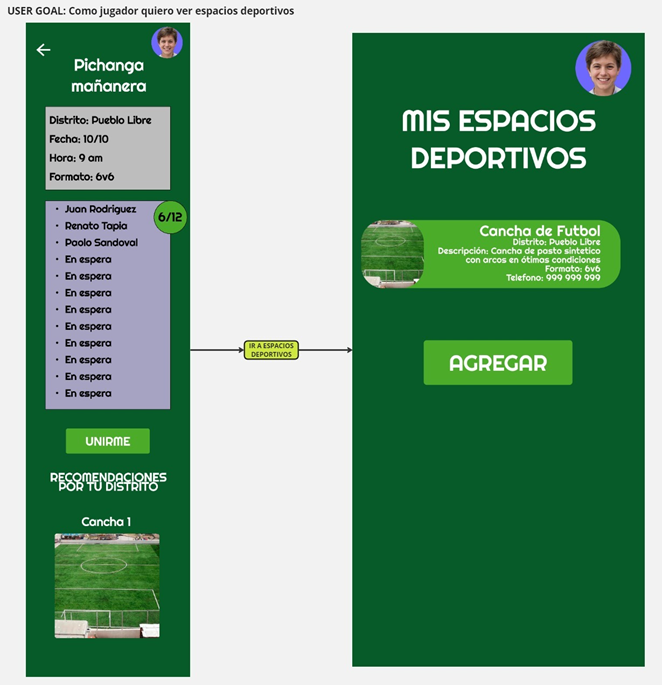 USER GOAL: Como jugador quiero ver espacios deportivos
Pichanga
mañanera
Distrito: Pueblo Libre
Fecha: 10/10
Hora: 9 am
Formato: 6v6
6/12
• Juan Rodriguez
• Renato Tapia
• Paolo Sandoval
• En espera
• En espera
• En espera
• En espera
• En espera
• En espera
• En espera
• En espera
• En espera
UNIRME
RECOMENDACIONES
POR TU DISTRITO
Cancha 1
IR A ESPACIOS
DEPORTIVOS
MIS ESPACIOS
DEPORTIVOS
Cancha de Futbol
Distrito: Pueblo Libre
Descripción: Cancha de pasto sintetico
con arcos en ótimas condiciones
Formato: 6v6
Telefono: 999 999 999
AGREGAR